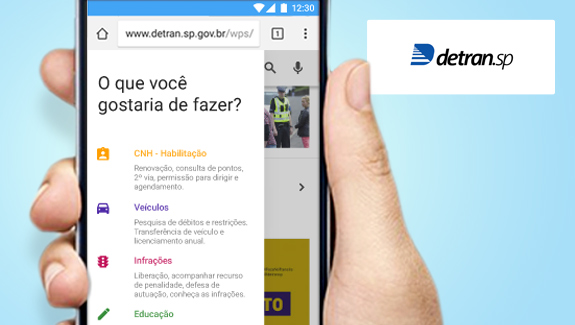 12:30
www.detran.sp.gov.br/wps/
1
O que você
gostaria de fazer?
CNH - Habilitação
Renovação, consulta de pontos,
2ª via, permissão para dirigir e
agendamento.
Veículos
Pesquisa de débitos e restrições.
Transferência de veículo e
licenciamento anual.
Infrações
Liberação, acompanhar recurso
de penalidade, defesa de
autuação, conheça as infrações.
Educação
TO
detran.sp